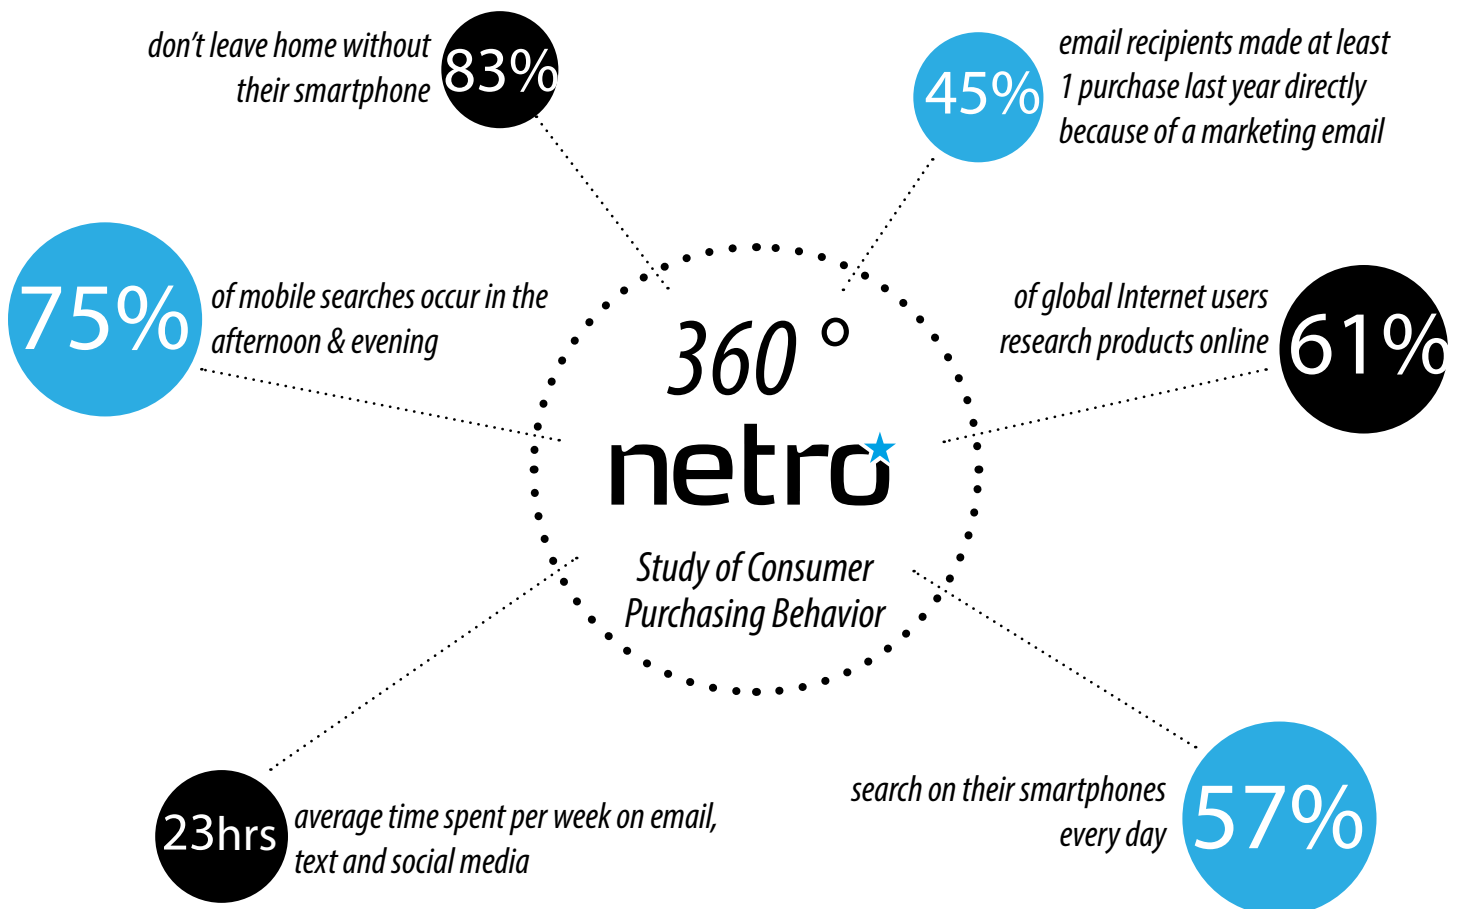 don't leave home without
their smartphone
83%
45%
email recipients made at least
1 purchase last year directly
because of a marketing email
75%
of mobile searches occur in the
afternoon & evening
of global Internet users
research products online
61%
360 °
netro
Study of Consumer
Purchasing Behavior
23hrs
average time spent per week on email,
text and social media
search on their smartphones
every day
57%